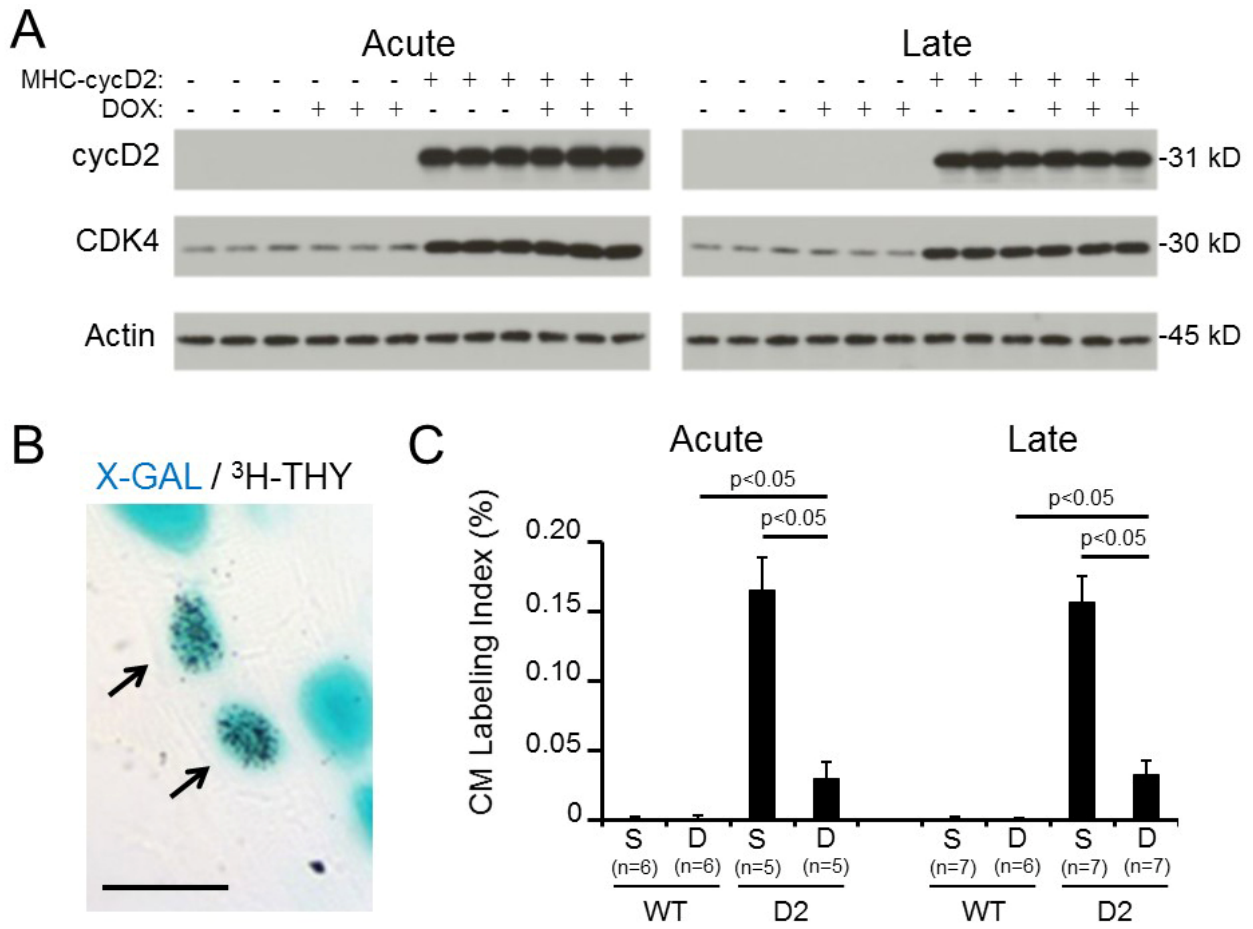 A
Acute Late
MHC-cycD2: - - - - - - + + + + + + - - - - - - + + + + + +
DOX: - - - + + + - - - + + + - - - + + + - - - + + +
cycD2 -31 kD
CDK4 -30 kD
Actin -45 kD
B
X-GAL / ³H-THY
C
Acute Late
CM Labeling Index (%)
p<0.05 p<0.05
p<0.05 p<0.05
0.20
0.15
0.10
0.05
0
S D S D S D S D
(n=6) (n=6) (n=5) (n=5) (n=7) (n=6) (n=7) (n=7)
WT D2 WT D2